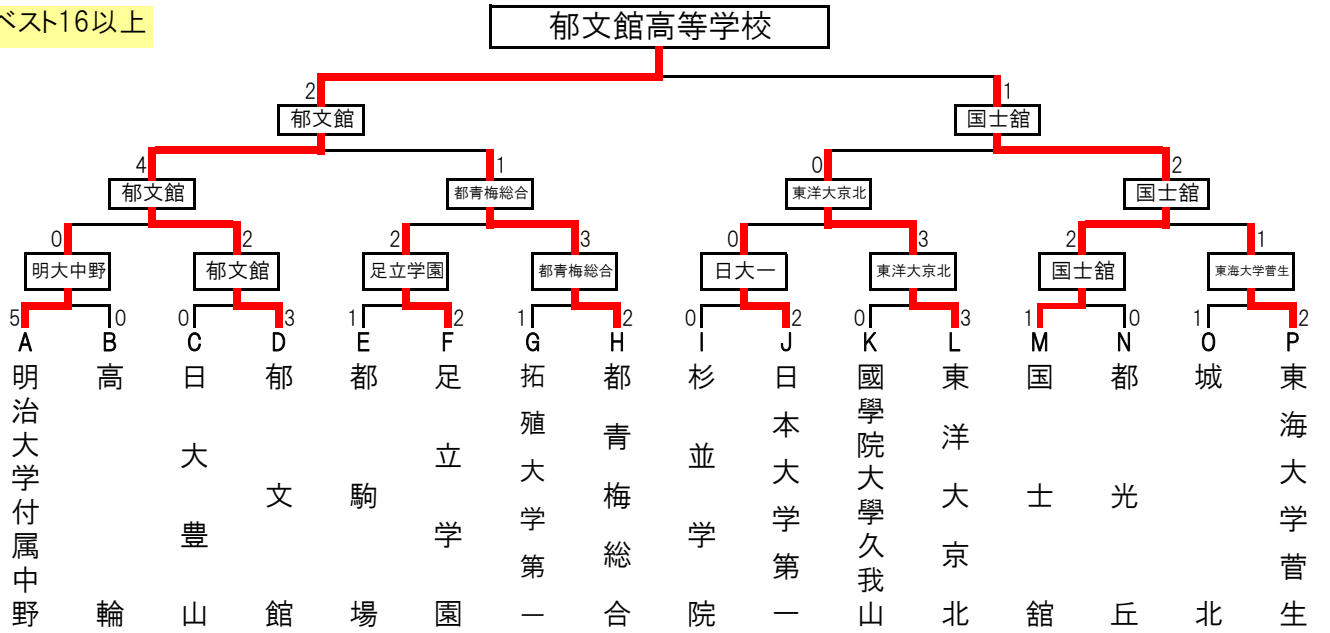 ベスト16以上
郁文館高等学校
2 1
郁文館 国士舘
4 1 0 2
郁文館 都青梅総合 東洋大京北 国士舘
0 2 2 3 0 3 2 1
明大中野 郁文館 足立学園 都青梅総合 日大一 東洋大京北 国士舘 東海大学菅生
5 0 0 3 1 2 1 2 0 2 0 3 1 0 1 2
A B C D E F G H I J K L M N O P
明治大学付属中野
高輪
日大豊山
郁文館
都駒場
足立学園
拓殖大学第一
都青梅総合
杉並学院
日本大学第一
國學院大學久我山
東洋大京北
国士舘
都光丘
城北
東海大学菅生